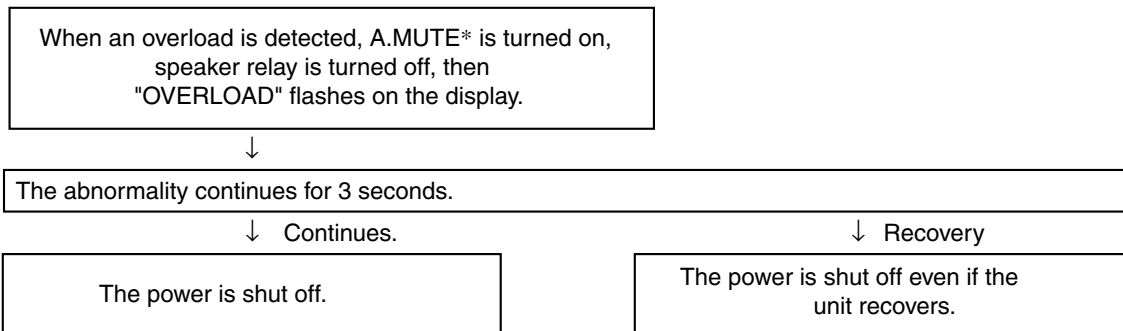 When an overload is detected, A.MUTE* is turned on,
speaker relay is turned off, then
"OVERLOAD" flashes on the display.
↓
The abnormality continues for 3 seconds.
↓ Continues.
↓ Recovery
The power is shut off.
The power is shut off even if the
unit recovers.